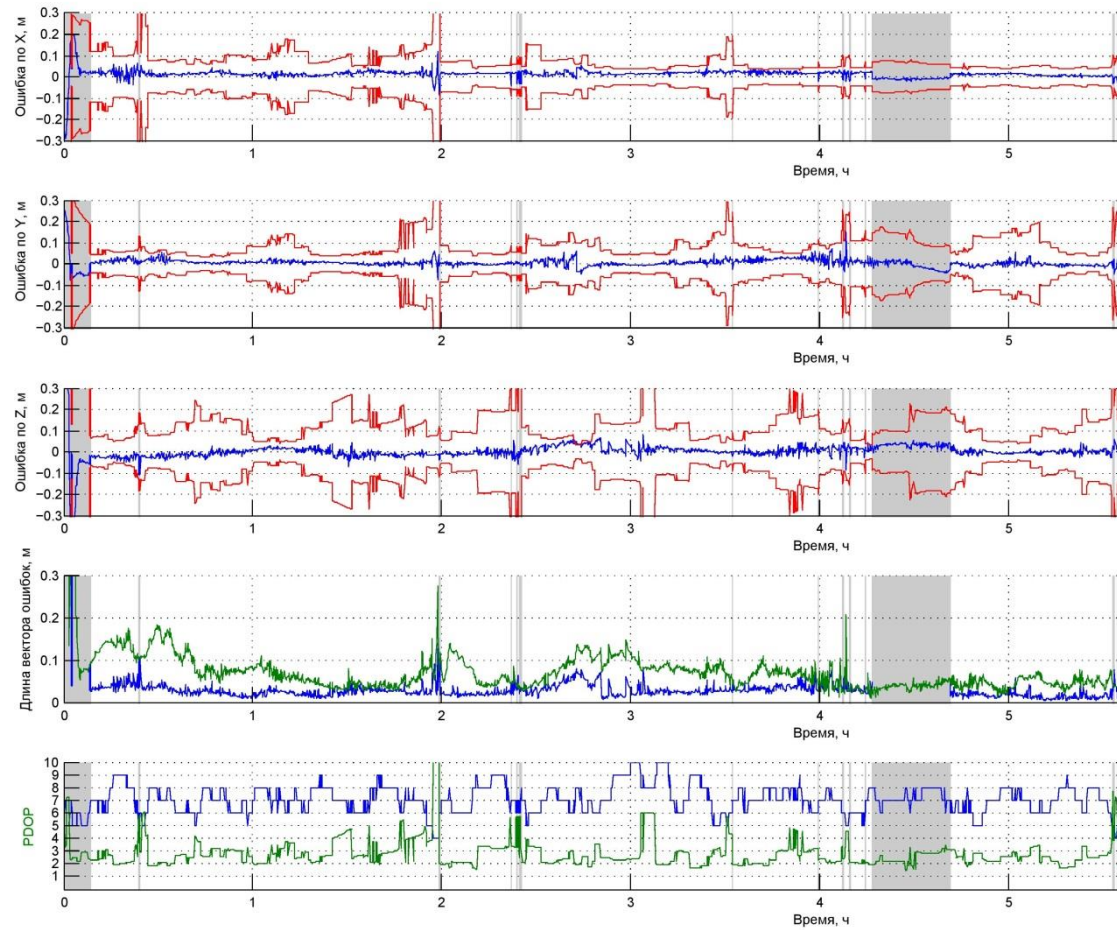 Ошибка по X, м
0.3
0.2
0.1
0
−0.1
−0.2
−0.3
0 1 2 3 4 5
Время, ч
Ошибка по Y, м
0.3
0.2
0.1
0
−0.1
−0.2
−0.3
0 1 2 3 4 5
Время, ч
Ошибка по Z, м
0.3
0.2
0.1
0
−0.1
−0.2
−0.3
0 1 2 3 4 5
Время, ч
Длина вектора ошибок, м
0.3
0.2
0.1
0
0 1 2 3 4 5
Время, ч
PDOP
10
9
8
7
6
5
4
3
2
1
0 1 2 3 4 5
Время, ч